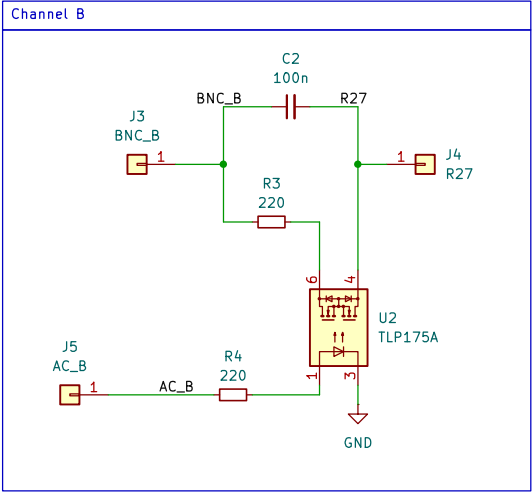 Channel B
C2
100n
BNC_B
R27
J3
BNC_B
1
1
J4
R27
R3
220
6
4
U2
TLP175A
J5
AC_B
1
AC_B
R4
220
1
3
GND